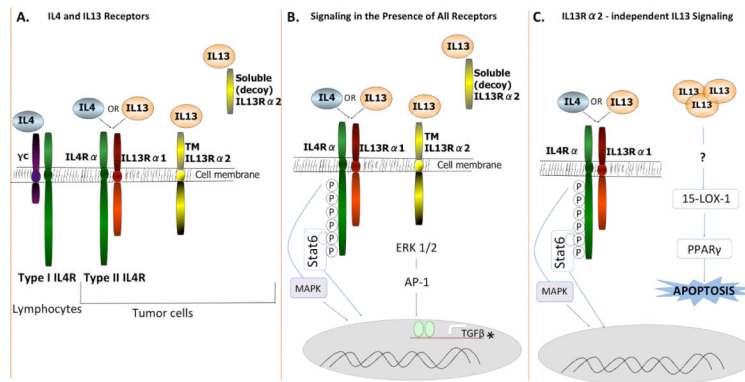 A.
IL4 and IL13 Receptors
IL13
Soluble
(decoy)
IL13Rα2
IL4
OR
IL13
IL13
IL4
γc
IL4Rα
IL13Rα1
TM
IL13Rα2
Cell membrane
Type I IL4R
Type II IL4R
Lymphocytes
Tumor cells
B.
Signaling in the Presence of All Receptors
IL13
Soluble
(decoy)
IL13Rα2
IL4
OR
IL13
IL13
TM
IL4Rα
IL13Rα1
IL13Rα2
Cell membrane
P
P
P
P
P
P
Stat6
ERK 1/2
MAPK
AP-1
TGFβ
*
C.
IL13Rα2 - independent IL13 Signaling
IL4
OR
IL13
IL13
IL13
IL13
IL4Rα
IL13Rα1
?
P
P
P
P
P
P
Stat6
15-LOX-1
MAPK
PPARγ
APOPTOSIS